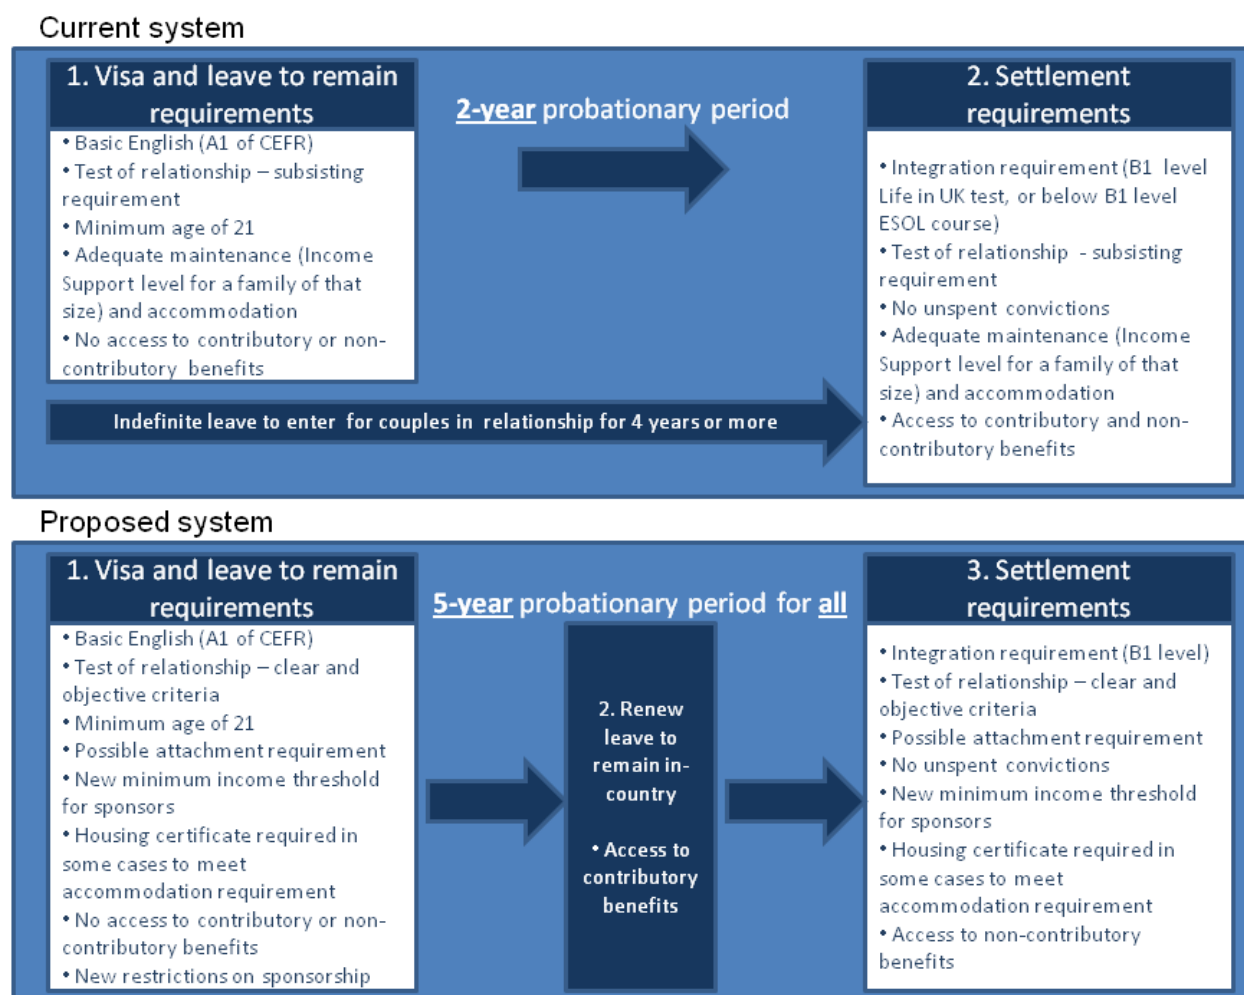 Current system
1. Visa and leave to remain
requirements
• Basic English (A1 of CEFR)
• Test of relationship – subsisting
requirement
• Minimum age of 21
• Adequate maintenance (Income
Support level for a family of that
size) and accommodation
• No access to contributory or non-
contributory benefits
2-year probationary period
2. Settlement
requirements
• Integration requirement (B1 level
Life in UK test, or below B1 level
ESOL course)
• Test of relationship - subsisting
requirement
• No unspent convictions
• Adequate maintenance (Income
Support level for a family of that
size) and accommodation
• Access to contributory and non-
contributory benefits
Indefinite leave to enter for couples in relationship for 4 years or more
Proposed system
1. Visa and leave to remain
requirements
• Basic English (A1 of CEFR)
• Test of relationship – clear and
objective criteria
• Minimum age of 21
• Possible attachment requirement
• New minimum income threshold
for sponsors
• Housing certificate required in
some cases to meet
accommodation requirement
• No access to contributory or non-
contributory benefits
• New restrictions on sponsorship
5-year probationary period for all
2. Renew
leave to
remain in-
country
• Access to
contributory
benefits
3. Settlement
requirements
• Integration requirement (B1 level)
• Test of relationship – clear and
objective criteria
• Possible attachment requirement
• No unspent convictions
• New minimum income threshold
for sponsors
• Housing certificate required in
some cases to meet
accommodation requirement
• Access to non-contributory
benefits